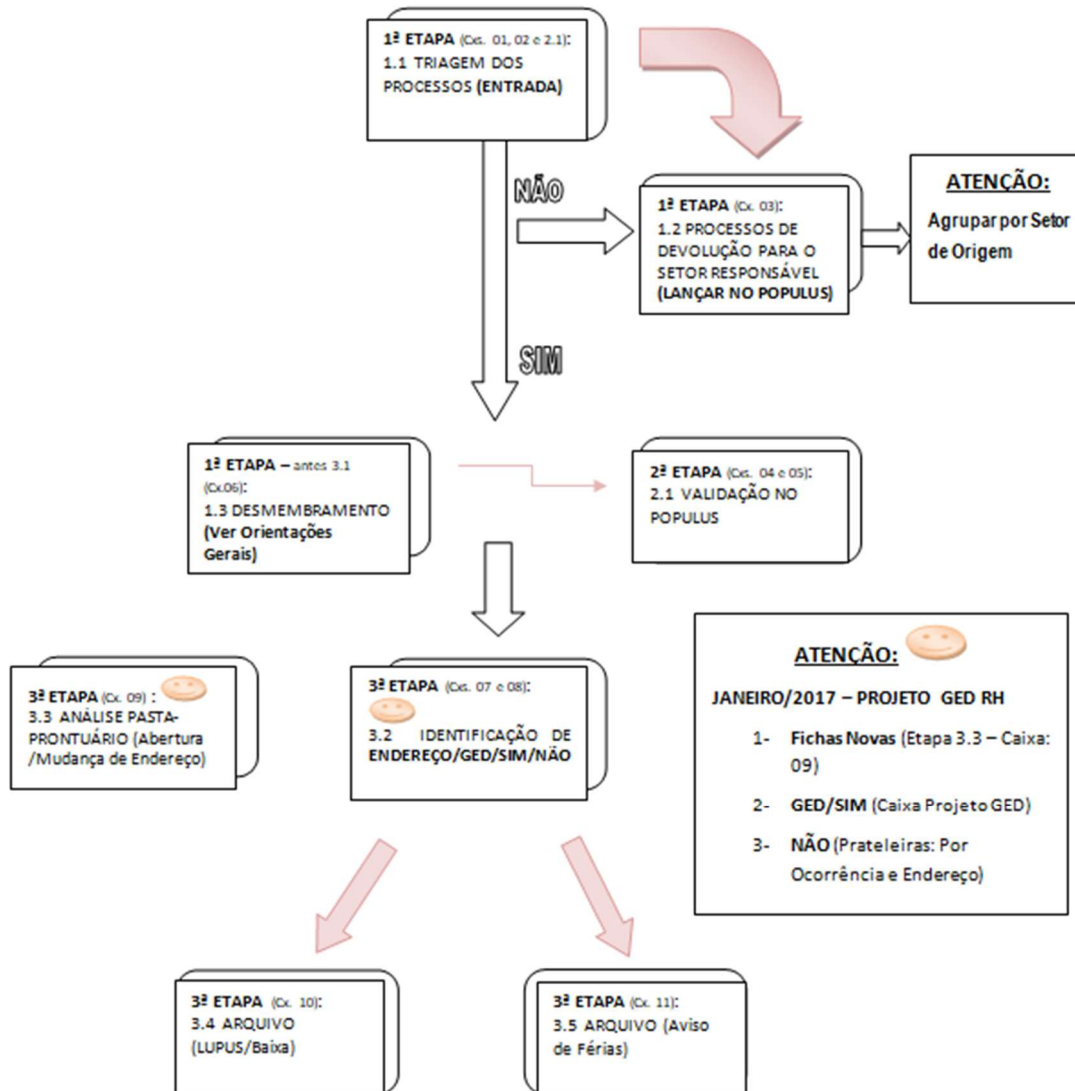 1ª ETAPA (Cxs. 01, 02 e 2.1):
1.1 TRIAGEM DOS
PROCESSOS (ENTRADA)
NÃO
1ª ETAPA (Cx. 03):
1.2 PROCESSOS DE
DEVOLUÇÃO PARA O
SETOR RESPONSÁVEL
(LANÇAR NO POPULUS)
ATENÇÃO:
Agrupar por Setor
de Origem
SIM
1ª ETAPA – antes 3.1
(Cx.06):
1.3 DESMEMBRAMENTO
(Ver Orientações
Gerais)
2ª ETAPA (Cxs. 04 e 05):
2.1 VALIDAÇÃO NO
POPULUS
3ª ETAPA (Cx. 09) :
3.3 ANÁLISE PASTA-
PRONTUÁRIO (Abertura
/Mudança de Endereço)
3ª ETAPA (Cxs. 07 e 08):
3.2 IDENTIFICAÇÃO DE
ENDEREÇO/GED/SIM/NÃO
ATENÇÃO:
JANEIRO/2017 – PROJETO GED RH
1- Fichas Novas (Etapa 3.3 – Caixa:
09)
2- GED/SIM (Caixa Projeto GED)
3- NÃO (Prateleiras: Por
Ocorrência e Endereço)
3ª ETAPA (Cx. 10):
3.4 ARQUIVO
(LUPUS/Baixa)
3ª ETAPA (Cx. 11):
3.5 ARQUIVO (Aviso
de Férias)